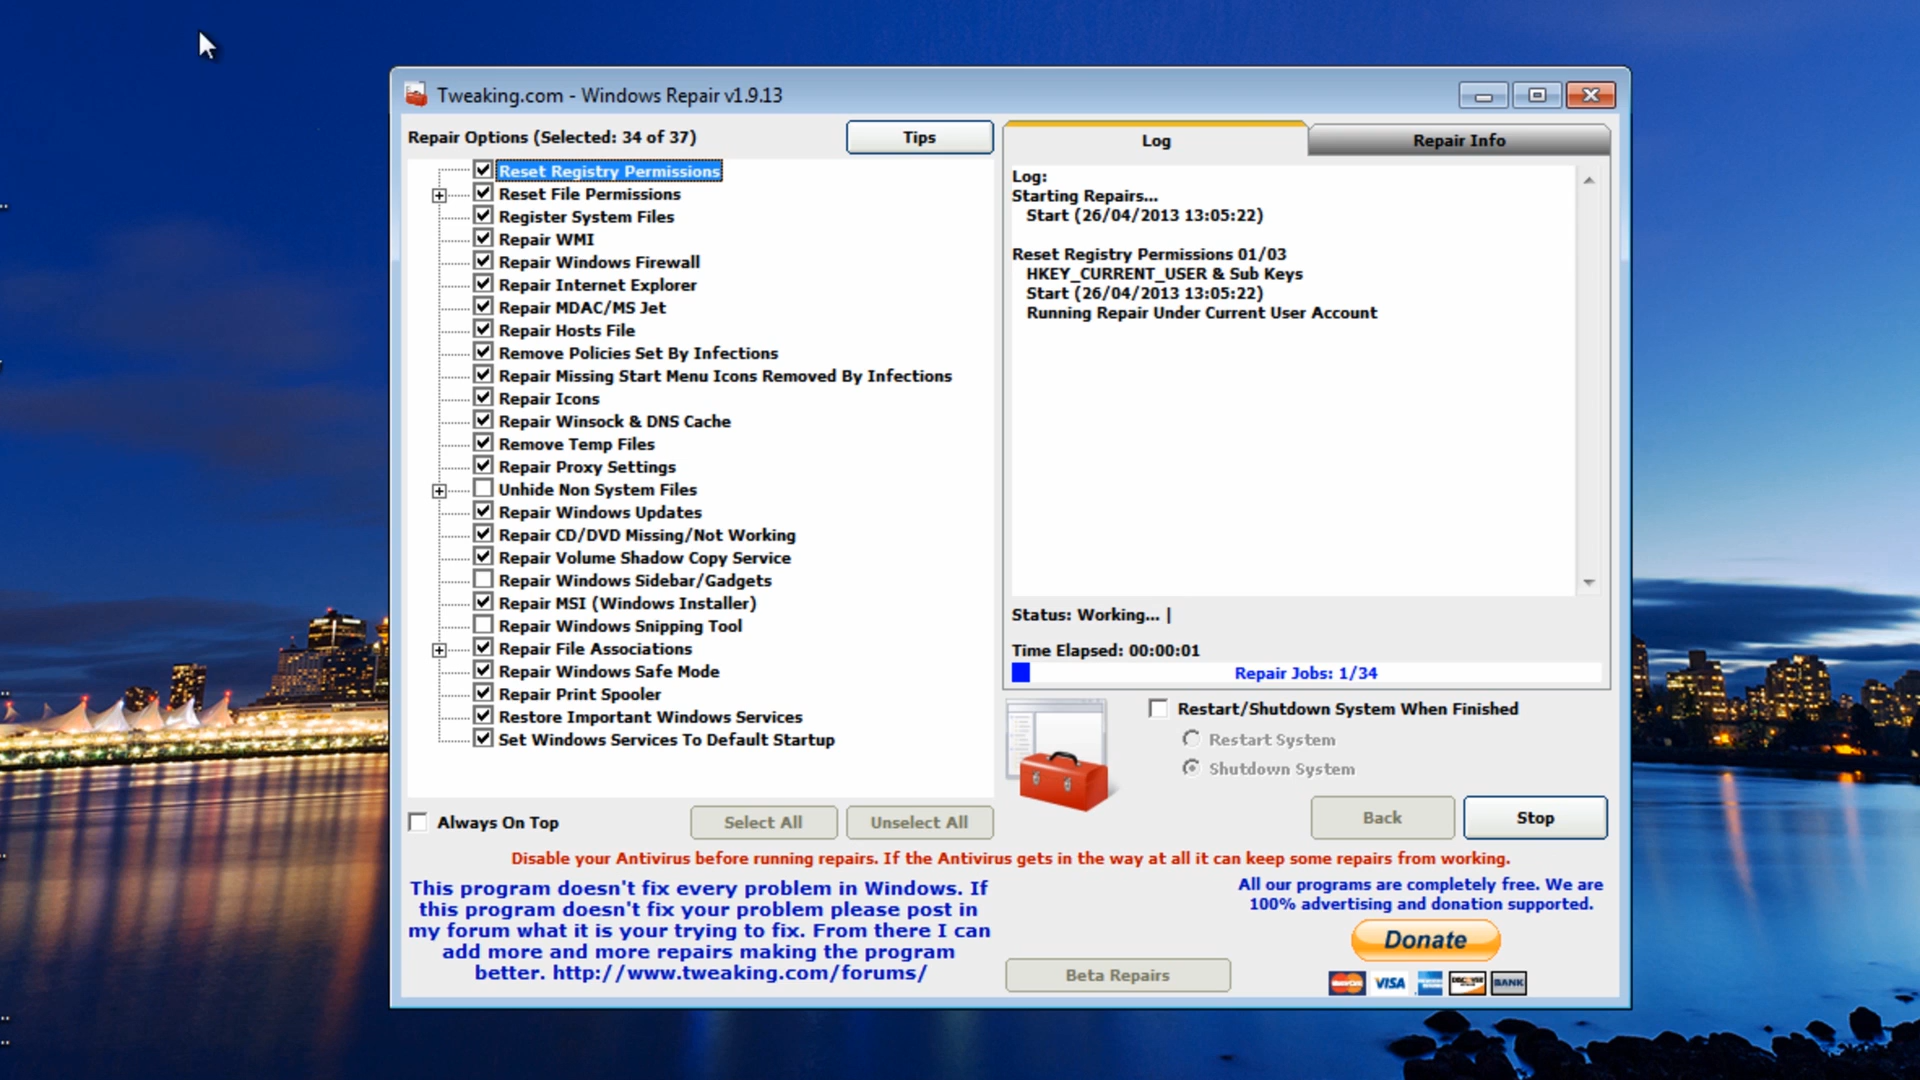 Tweaking.com - Windows Repair v1.9.13
Repair Options (Selected: 34 of 37)
Tips
Reset Registry Permissions
Reset File Permissions
Register System Files
Repair WMI
Repair Windows Firewall
Repair Internet Explorer
Repair MDAC/MS Jet
Repair Hosts File
Remove Policies Set By Infections
Repair Missing Start Menu Icons Removed By Infections
Repair Icons
Repair Winsock & DNS Cache
Remove Temp Files
Repair Proxy Settings
Unhide Non System Files
Repair Windows Updates
Repair CD/DVD Missing/Not Working
Repair Volume Shadow Copy Service
Repair Windows Sidebar/Gadgets
Repair MSI (Windows Installer)
Repair Windows Snipping Tool
Repair File Associations
Repair Windows Safe Mode
Repair Print Spooler
Restore Important Windows Services
Set Windows Services To Default Startup
Always On Top
Select All
Unselect All
Log
Repair Info
Log:
Starting Repairs...
Start (26/04/2013 13:05:22)
Reset Registry Permissions 01/03
HKEY_CURRENT_USER & Sub Keys
Start (26/04/2013 13:05:22)
Running Repair Under Current User Account
Status: Working... |
Time Elapsed: 00:00:01
Repair Jobs: 1/34
Restart/Shutdown System When Finished
Restart System
Shutdown System
Back
Stop
Disable your Antivirus before running repairs. If the Antivirus gets in the way at all it can keep some repairs from working.
This program doesn't fix every problem in Windows. If
this program doesn't fix your problem please post in
my forum what it is your trying to fix. From there I can
add more and more repairs making the program
better. http://www.tweaking.com/forums/
Beta Repairs
All our programs are completely free. We are
100% advertising and donation supported.
Donate
MasterCard
VISA
DISCOVER
BANK